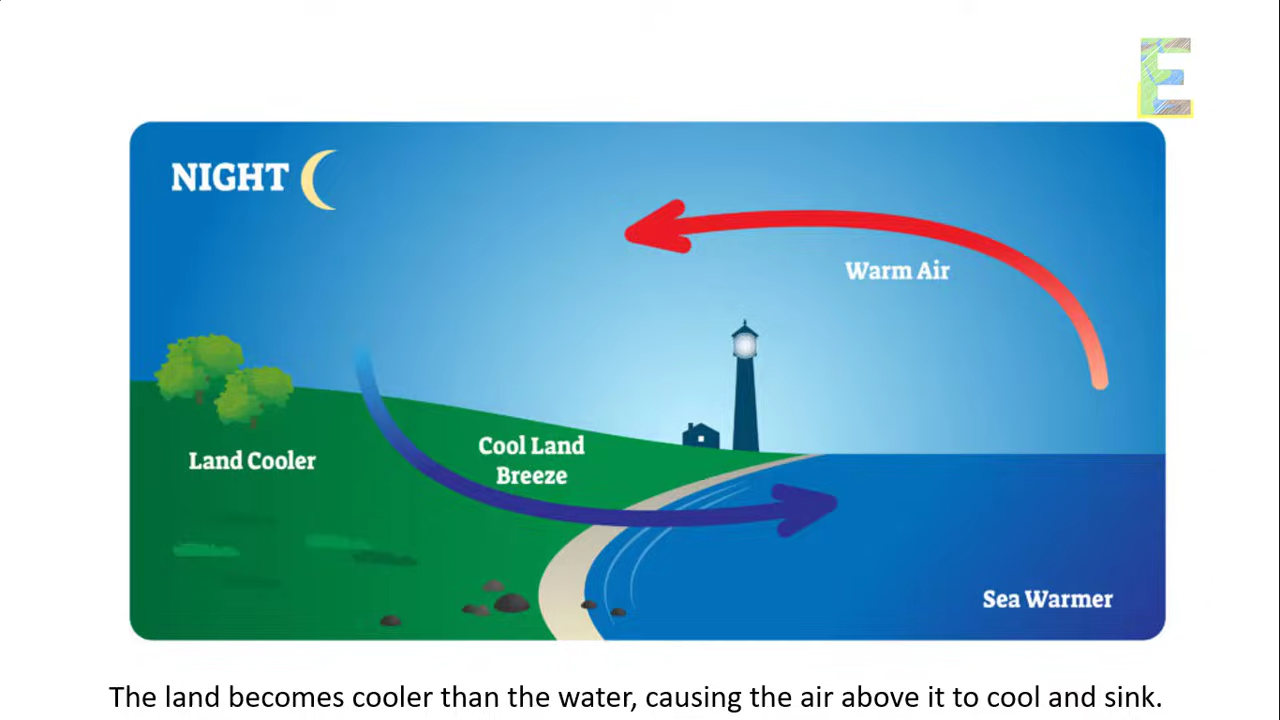 E
NIGHT
Warm Air
Cool Land
Breeze
Land Cooler
Sea Warmer
The land becomes cooler than the water, causing the air above it to cool and sink.